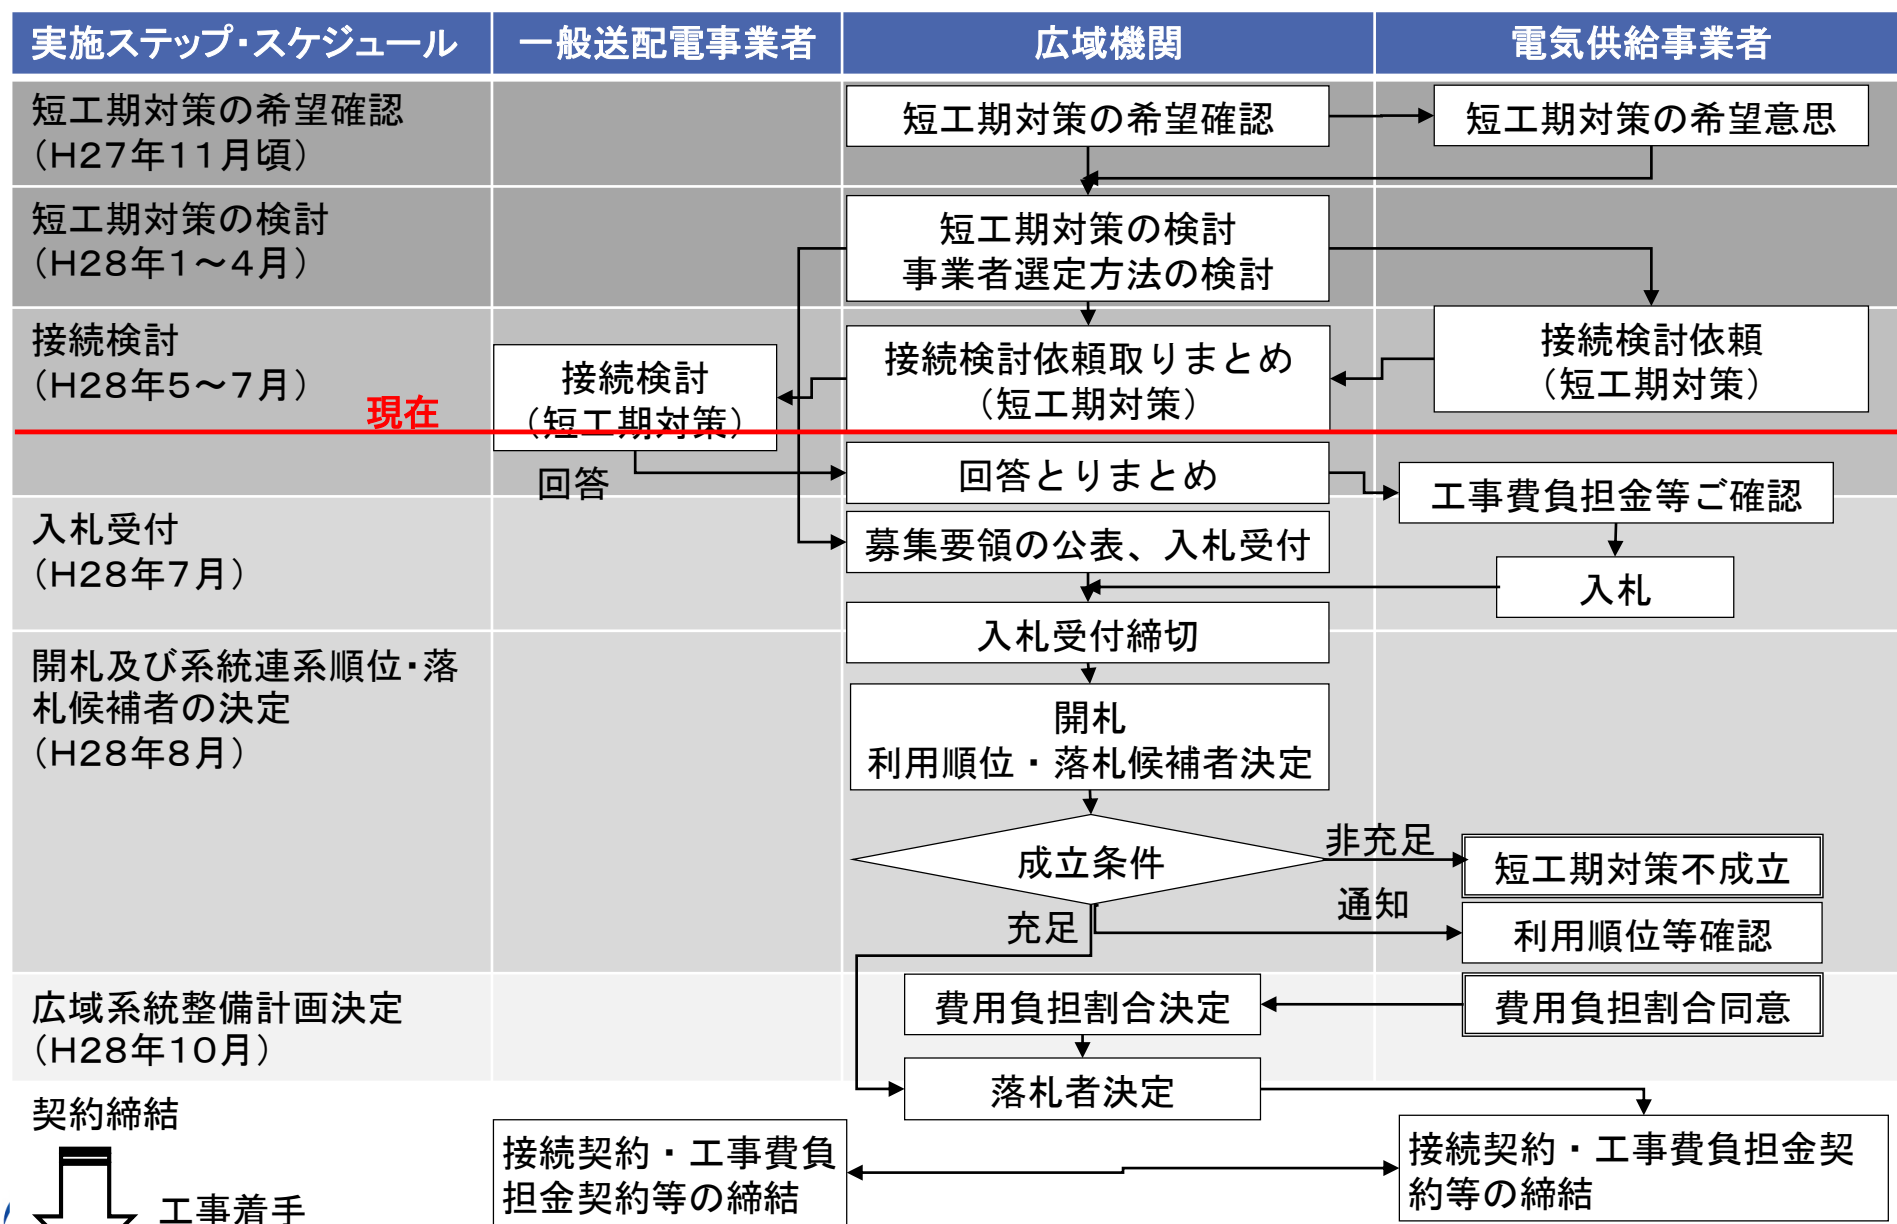 実施ステップ・スケジュール
一般送配電事業者
広域機関
電気供給事業者
短工期対策の希望確認
（H27年11月頃）
短工期対策の希望確認
短工期対策の希望意思
短工期対策の検討
（H28年1～4月）
短工期対策の検討
事業者選定方法の検討
接続検討
（H28年5～7月）
現在
接続検討
（短工期対策）
接続検討依頼取りまとめ
（短工期対策）
接続検討依頼
（短工期対策）
回答
回答とりまとめ
工事費負担金等ご確認
入札受付
（H28年7月）
募集要領の公表、入札受付
入札
入札受付締切
開札及び系統連系順位・落
札候補者の決定
（H28年8月）
開札
利用順位・落札候補者決定
成立条件
非充足
短工期対策不成立
通知
充足
利用順位等確認
広域系統整備計画決定
（H28年10月）
費用負担割合決定
費用負担割合同意
落札者決定
契約締結
工事着手
接続契約・工事費負
担金契約等の締結
接続契約・工事費負担金契
約等の締結